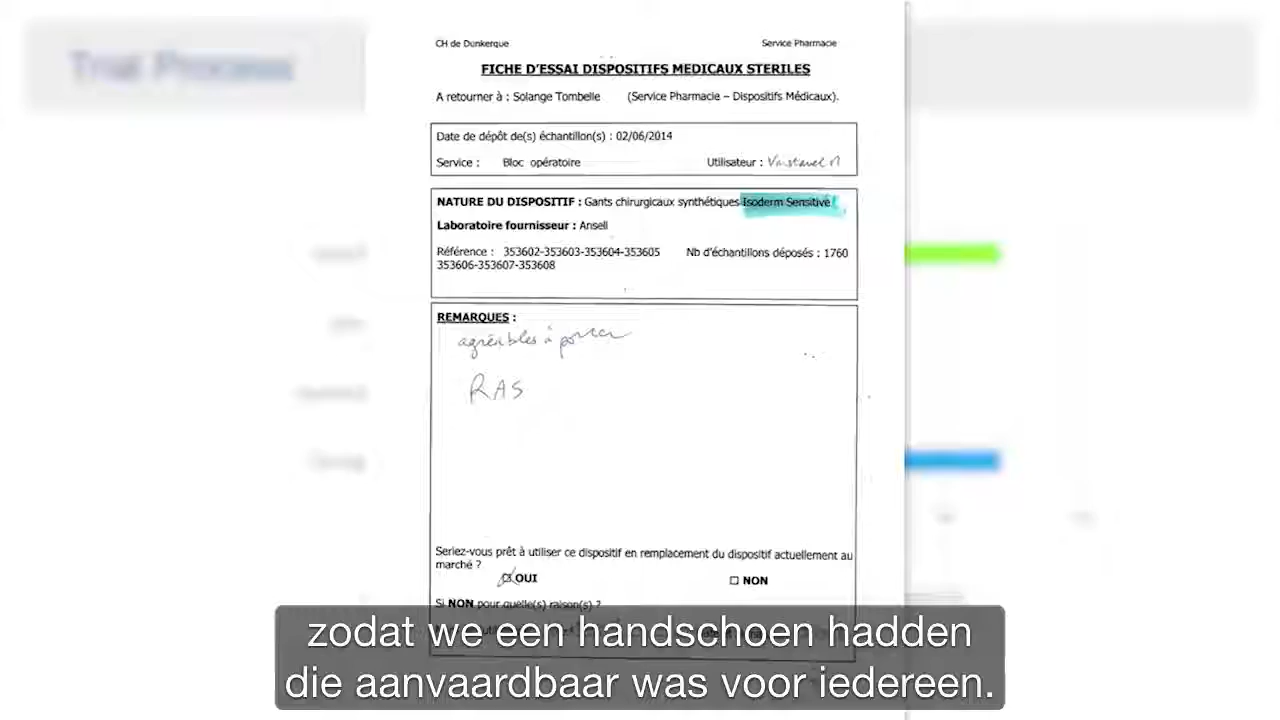 Trial Process
CH de Dunkerque
Service Pharmacie
FICHE D'ESSAI DISPOSITIFS MEDICAUX STERILES
A retourner à : Solange Tombelle (Service Pharmacie – Dispositifs Médicaux).
Date de dépôt de(s) échantillon(s) : 02/06/2014
Service : Bloc opératoire Utilisateur :
NATURE DU DISPOSITIF : Gants chirurgicaux synthétiques Isoderm Sensitive
Laboratoire fournisseur : Ansell
Référence : 353602-353603-353604-353605 Nb d'échantillons déposés : 1760
353606-353607-353608
REMARQUES :
agréables à porter
RAS
Seriez-vous prêt à utiliser ce dispositif en remplacement du dispositif actuellement au
marché ?
OUI NON
Si NON pour quelle(s) raison(s) ?
zodat we een handschoen hadden
die aanvaardbaar was voor iedereen.